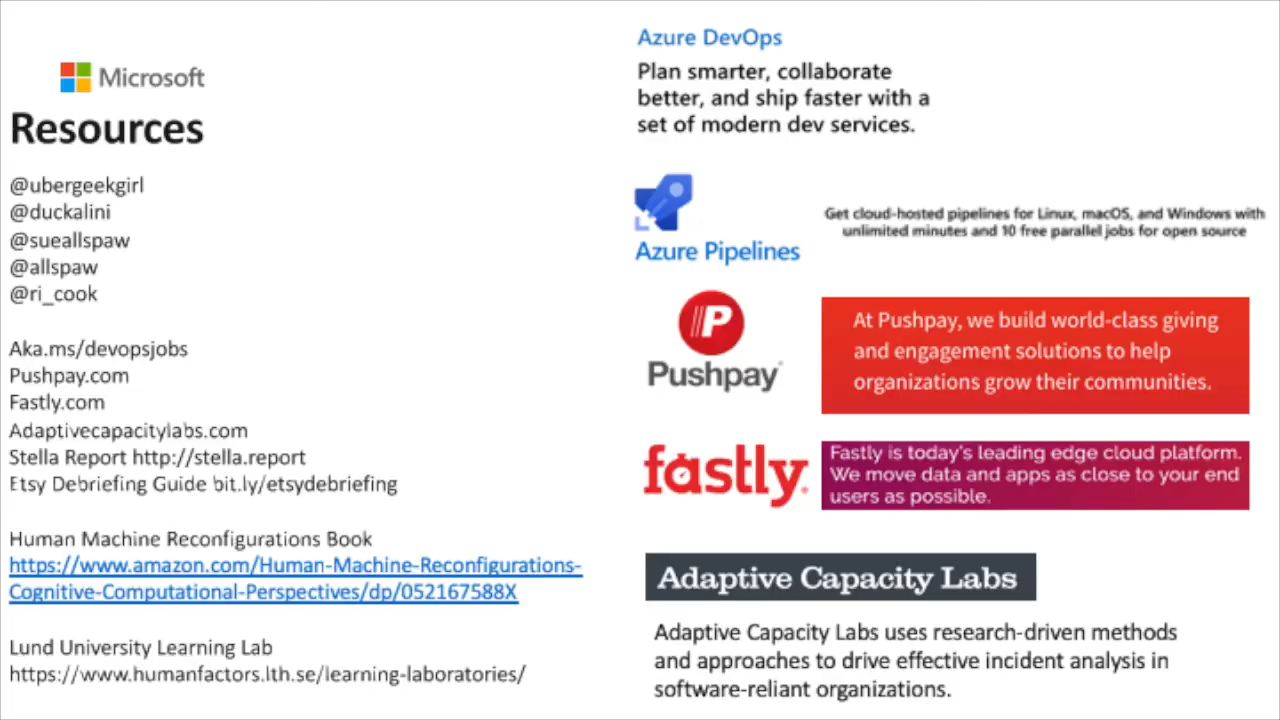 Microsoft
Resources
@ubergeekgirl
@duckalini
@sueallspaw
@allspaw
@ri_cook
Aka.ms/devopsjobs
Pushpay.com
Fastly.com
Adaptivecapacitylabs.com
Stella Report http://stella.report
Etsy Debriefing Guide bit.ly/etsydebriefing
Human Machine Reconfigurations Book
https://www.amazon.com/Human-Machine-Reconfigurations-
Cognitive-Computational-Perspectives/dp/052167588X
Lund University Learning Lab
https://www.humanfactors.lth.se/learning-laboratories/
Azure DevOps
Plan smarter, collaborate
better, and ship faster with a
set of modern dev services.
Azure Pipelines
Get cloud-hosted pipelines for Linux, macOS, and Windows with
unlimited minutes and 10 free parallel jobs for open source
Pushpay
At Pushpay, we build world-class giving
and engagement solutions to help
organizations grow their communities.
fastly
Fastly is today's leading edge cloud platform.
We move data and apps as close to your end
users as possible.
Adaptive Capacity Labs
Adaptive Capacity Labs uses research-driven methods
and approaches to drive effective incident analysis in
software-reliant organizations.